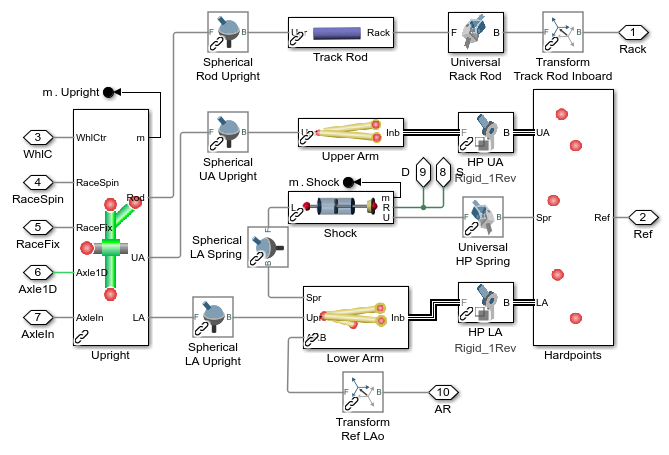 F B
Spherical
Rod Upright
Rack
Track Rod
F B
Universal
Rack Rod
F B
Transform
Track Rod Inboard
1
Rack
m . Upright
3
WhlC
4
RaceSpin
5
RaceFix
6
Axle1D
7
AxleIn
WhlCtr
m
RaceSpin
Rod
RaceFix
UA
Axle1D
AxleIn
LA
Upright
F B
Spherical
UA Upright
Inb
Upper Arm
F B
HP UA
Rigid_1Rev
D
9
8
S
m . Shock
L
m
R
U
Shock
F
B
Spherical
LA Spring
F B
Universal
HP Spring
UA
Spr
Ref
LA
Hardpoints
2
Ref
F B
Spherical
LA Upright
Spr
Upr
Inb
B
Lower Arm
F B
HP LA
Rigid_1Rev
F B
Transform
Ref LAo
10
AR